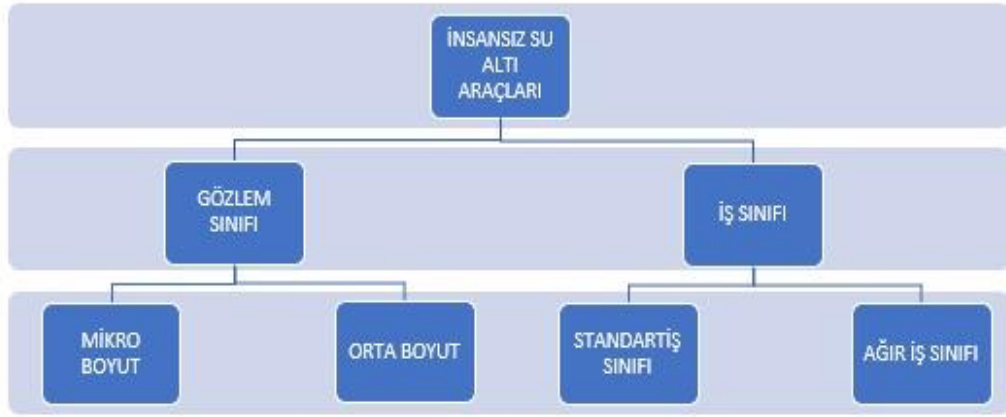 İNSANSIZ SU
ALTI
ARAÇLARI
GÖZLEM
SINIFI
İŞ SINIFI
MİKRO
BOYUT
ORTA BOYUT
STANDARTİŞ
SINIFI
AĞIR İŞ SINIFI